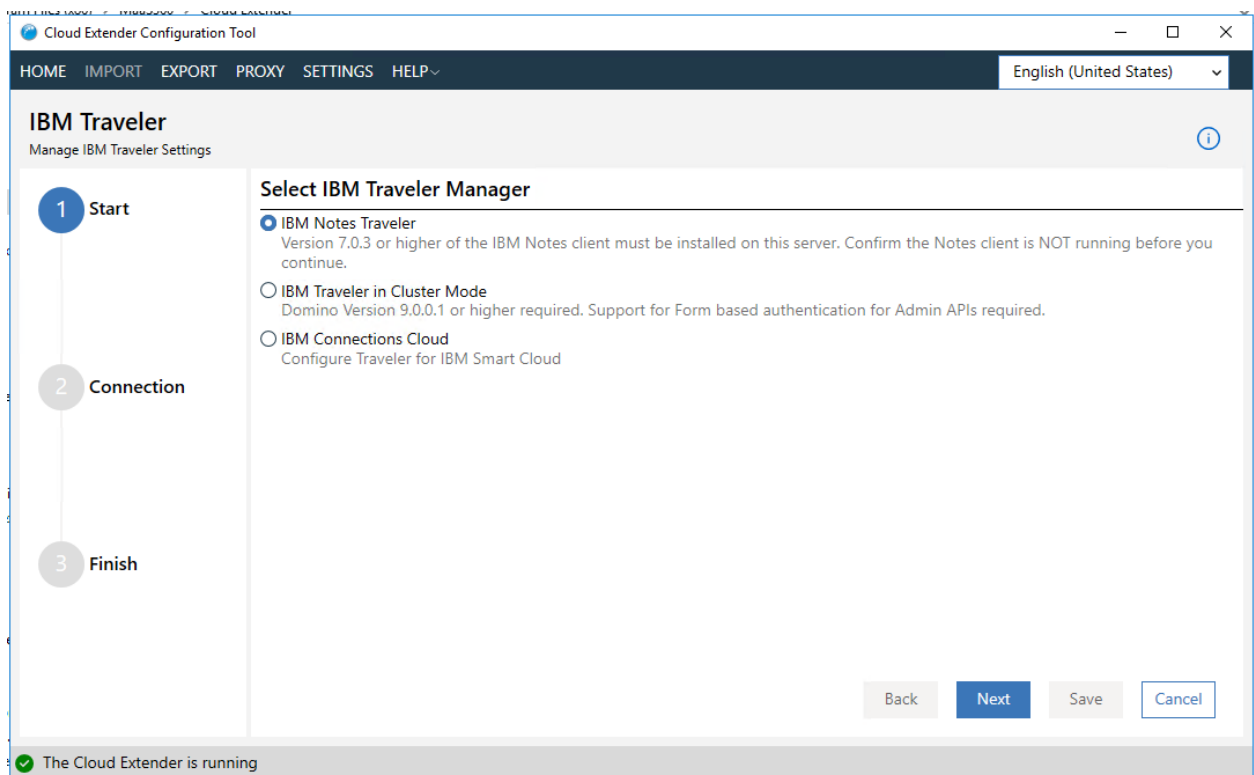 Cloud Extender Configuration Tool
HOME IMPORT EXPORT PROXY SETTINGS HELP
English (United States)
IBM Traveler
Manage IBM Traveler Settings
1 Start
2 Connection
3 Finish
Select IBM Traveler Manager
IBM Notes Traveler
Version 7.0.3 or higher of the IBM Notes client must be installed on this server. Confirm the Notes client is NOT running before you
continue.
IBM Traveler in Cluster Mode
Domino Version 9.0.0.1 or higher required. Support for Form based authentication for Admin APIs required.
IBM Connections Cloud
Configure Traveler for IBM Smart Cloud
Back Next Save Cancel
The Cloud Extender is running